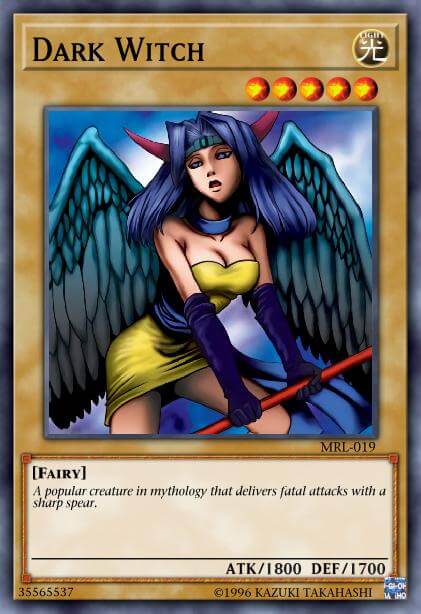 Dark Witch
LIGHT
光
MRL-019
[Fairy]
A popular creature in mythology that delivers fatal attacks with a
sharp spear.
ATK/1800 DEF/1700
35565537
©1996 KAZUKI TAKAHASHI